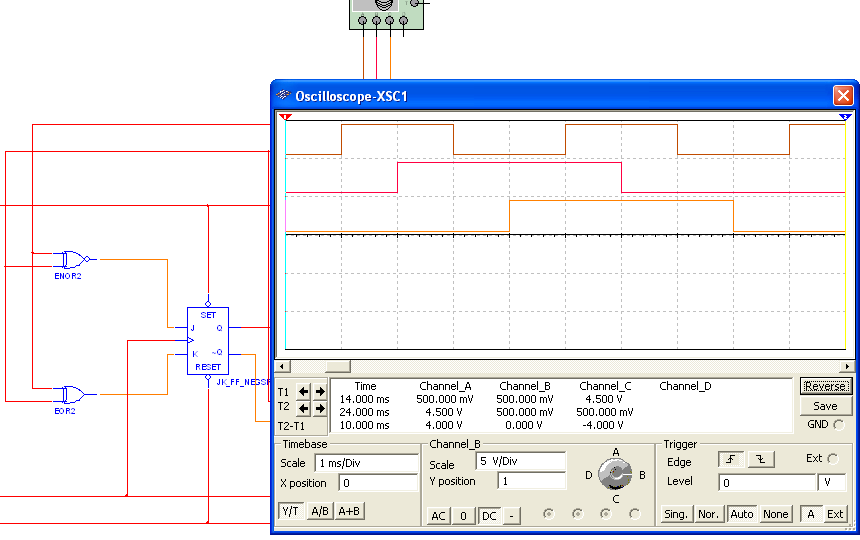 Oscilloscope-XSC1
ENOR2
EOR2
SET
J Q
K ~Q
RESET
T1
T2
T2-T1
Time Channel_A Channel_B Channel_C Channel_D
14.000 ms 500.000 mV 500.000 mV 4.500 V
24.000 ms 4.500 V 500.000 mV 500.000 mV
10.000 ms 4.000 V 0.000 V -4.000 V
Reverse
Save
GND
Timebase
Scale 1 ms/Div
X position 0
Y/T A/B A+B
Channel_B
Scale 5 V/Div
Y position 1
AC 0 DC -
A
D B
C
Trigger
Edge Ext
Level 0 V
Sing. Nor. Auto None A Ext